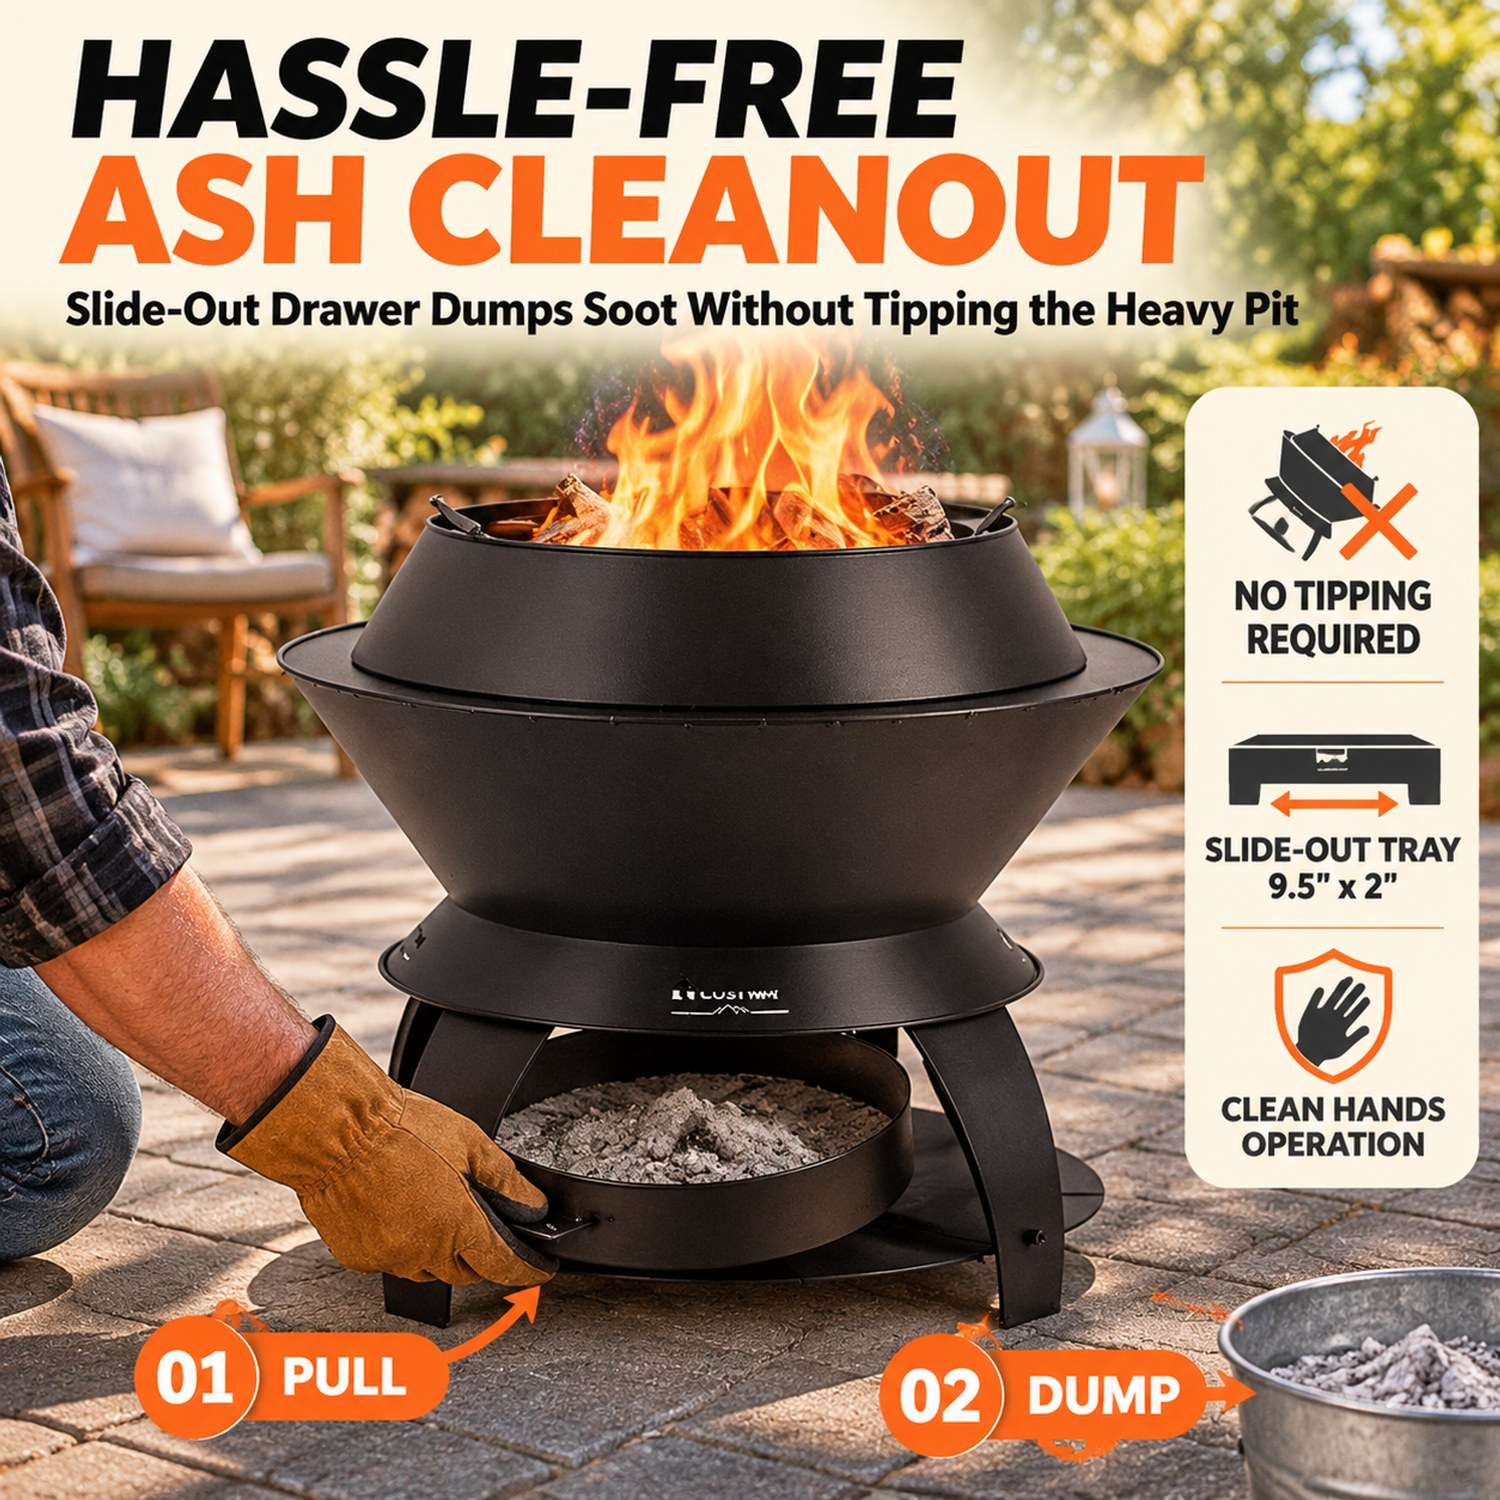 HASSLE-FREE
ASH CLEANOUT
Slide-Out Drawer Dumps Soot Without Tipping the Heavy Pit
NO TIPPING
REQUIRED
SLIDE-OUT TRAY
9.5" x 2"
CLEAN HANDS
OPERATION
01 PULL
02 DUMP